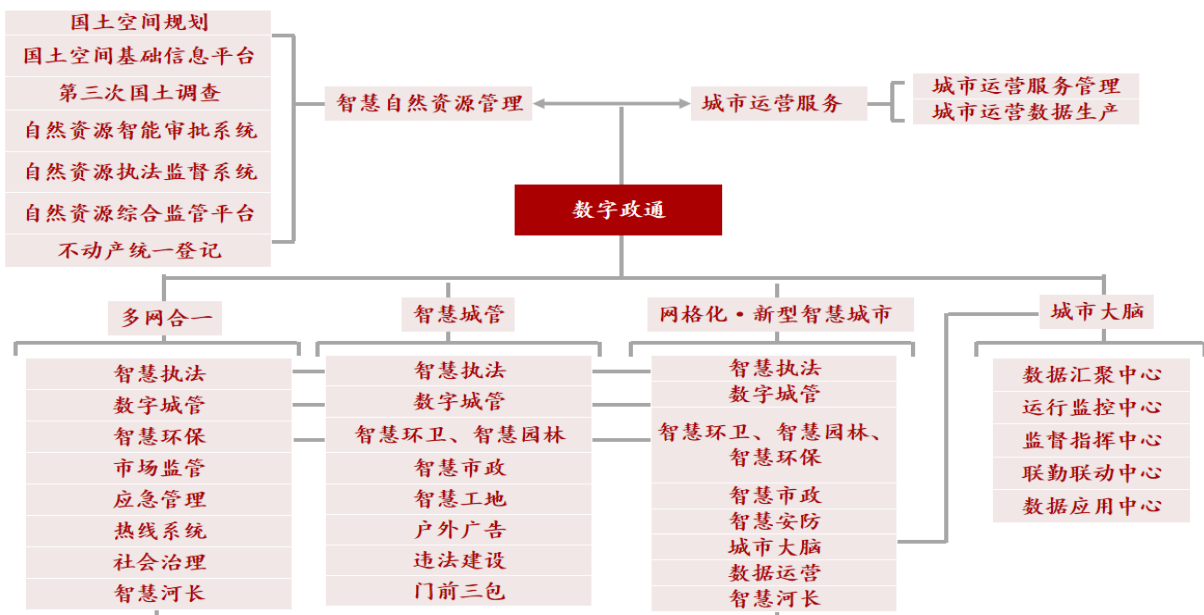 国土空间规划
国土空间基础信息平台
第三次国土调查
自然资源智能审批系统
自然资源执法监督系统
自然资源综合监管平台
不动产统一登记
智慧自然资源管理
城市运营服务
城市运营服务管理
城市运营数据生产
数字政通
多网合一
智慧执法
数字城管
智慧环保
市场监管
应急管理
热线系统
社会治理
智慧河长
智慧城管
智慧执法
数字城管
智慧环卫、智慧园林
智慧市政
智慧工地
户外广告
违法建设
门前三包
网格化·新型智慧城市
智慧执法
数字城管
智慧环卫、智慧园林、
智慧环保
智慧市政
智慧安防
城市大脑
数据运营
智慧河长
城市大脑
数据汇聚中心
运行监控中心
监督指挥中心
联勤联动中心
数据应用中心